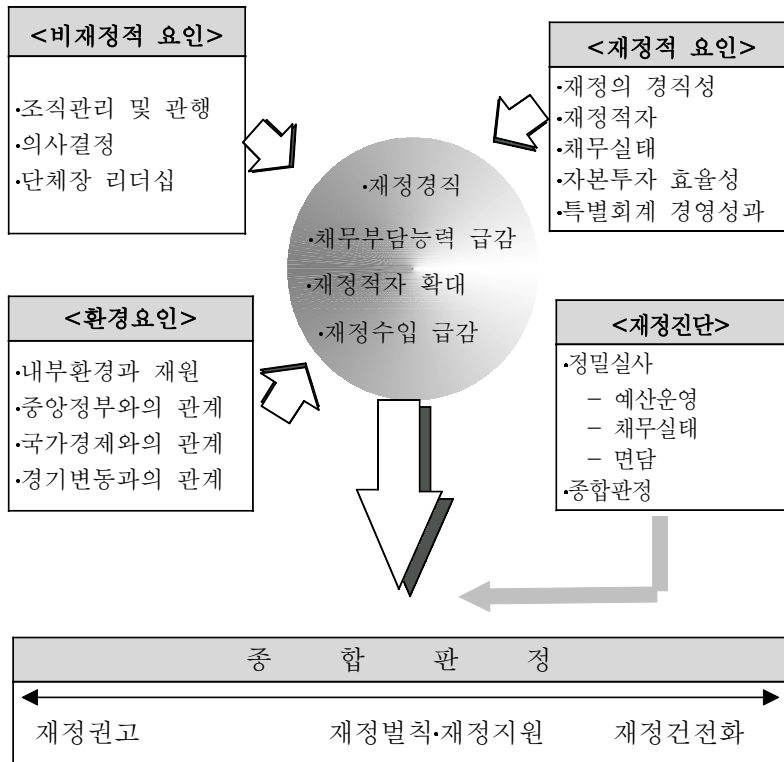 <비재정적 요인>
·조직관리 및 관행
·의사결정
·단체장 리더십
<재정적 요인>
·재정의 경직성
·재정적자
·채무실태
·자본투자 효율성
·특별회계 경영성과
·재정경직
·채무부담능력 급감
·재정적자 확대
·재정수입 급감
<환경요인>
·내부환경과 재원
·중앙정부와의 관계
·국가경제와의 관계
·경기변동과의 관계
<재정진단>
·정밀실사
– 예산운영
– 채무실태
– 면담
·종합판정
종 합 판 정
재정권고 재정벌칙·재정지원 재정건전화